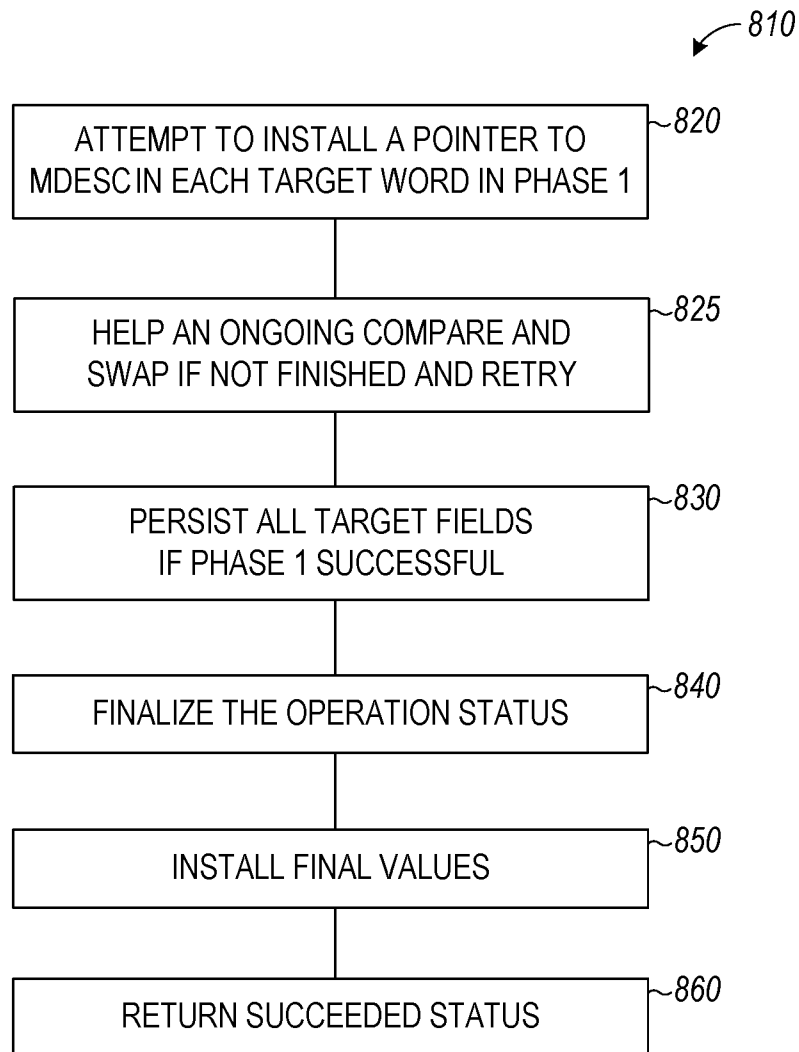 810
ATTEMPT TO INSTALL A POINTER TO
MDESC IN EACH TARGET WORD IN PHASE 1
820
HELP AN ONGOING COMPARE AND
SWAP IF NOT FINISHED AND RETRY
825
PERSIST ALL TARGET FIELDS
IF PHASE 1 SUCCESSFUL
830
FINALIZE THE OPERATION STATUS
840
INSTALL FINAL VALUES
850
RETURN SUCCEEDED STATUS
860